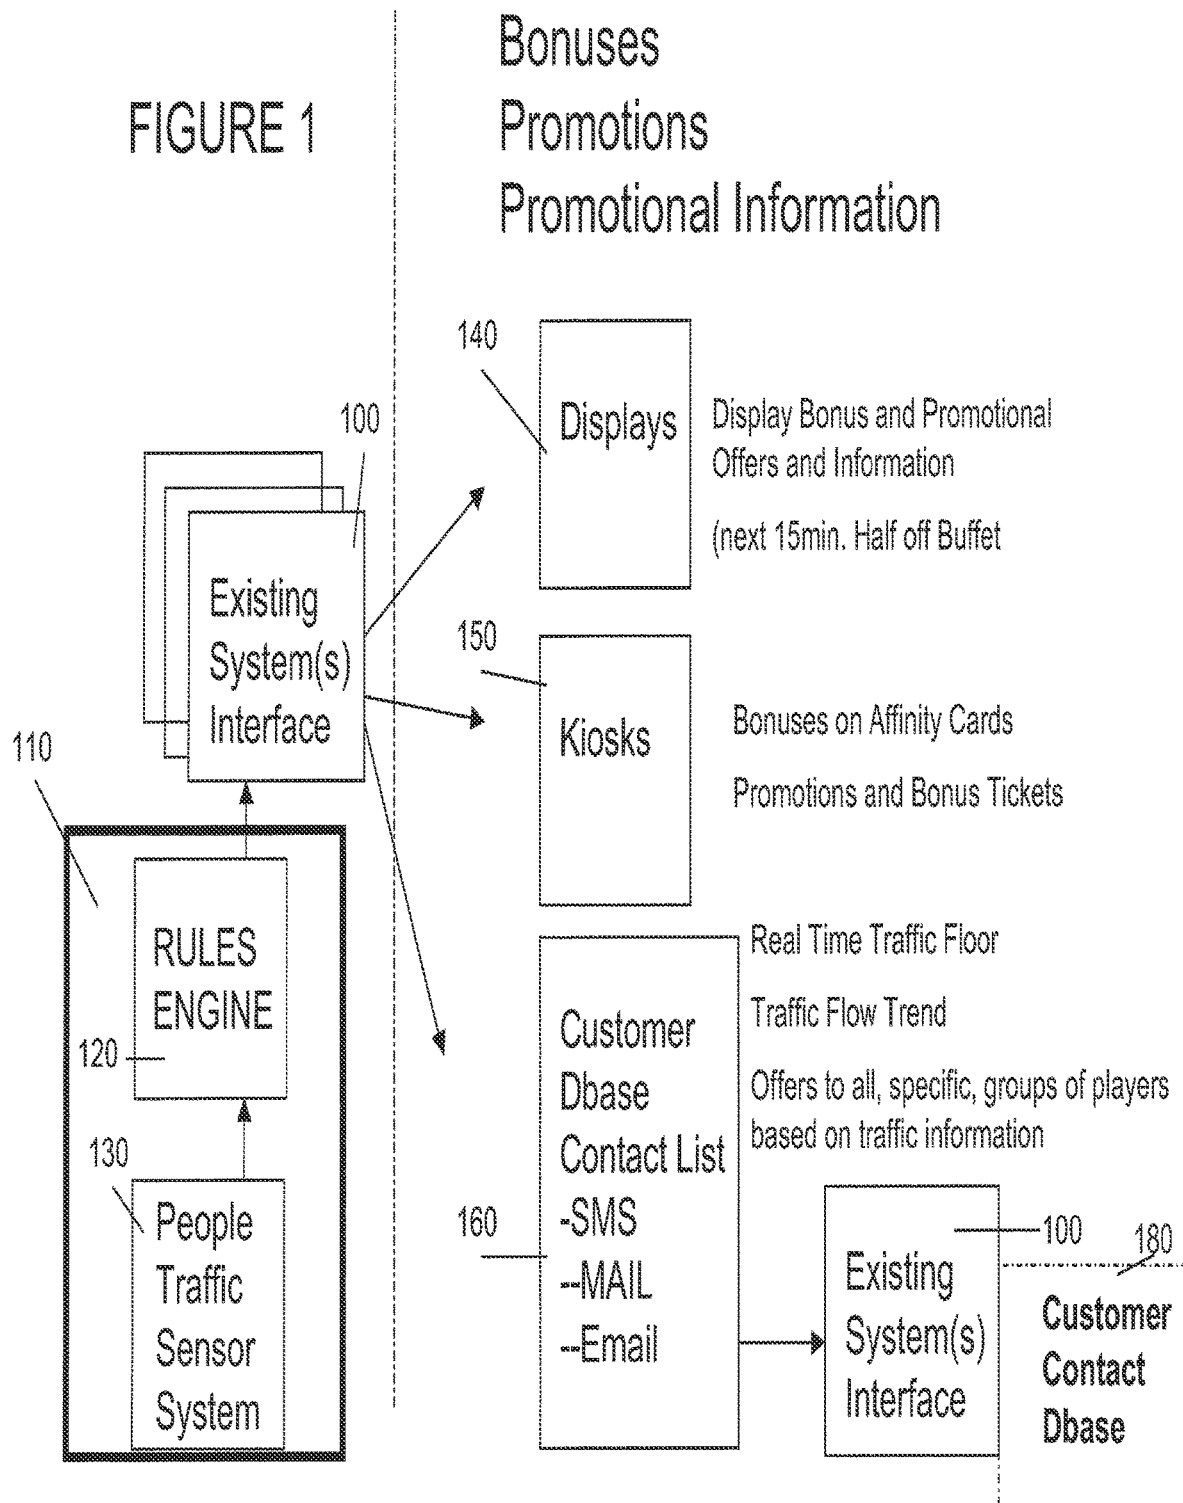 FIGURE 1
Bonuses
Promotions
Promotional Information
140
Displays
Display Bonus and Promotional
Offers and Information
(next 15min. Half off Buffet
100
Existing
System(s)
Interface
150
Kiosks
Bonuses on Affinity Cards
Promotions and Bonus Tickets
110
RULES
ENGINE
120
130
People
Traffic
Sensor
System
160
Customer
Dbase
Contact List
-SMS
--MAIL
--Email
Real Time Traffic Floor
Traffic Flow Trend
Offers to all, specific, groups of players
based on traffic information
100
Existing
System(s)
Interface
180
Customer
Contact
Dbase